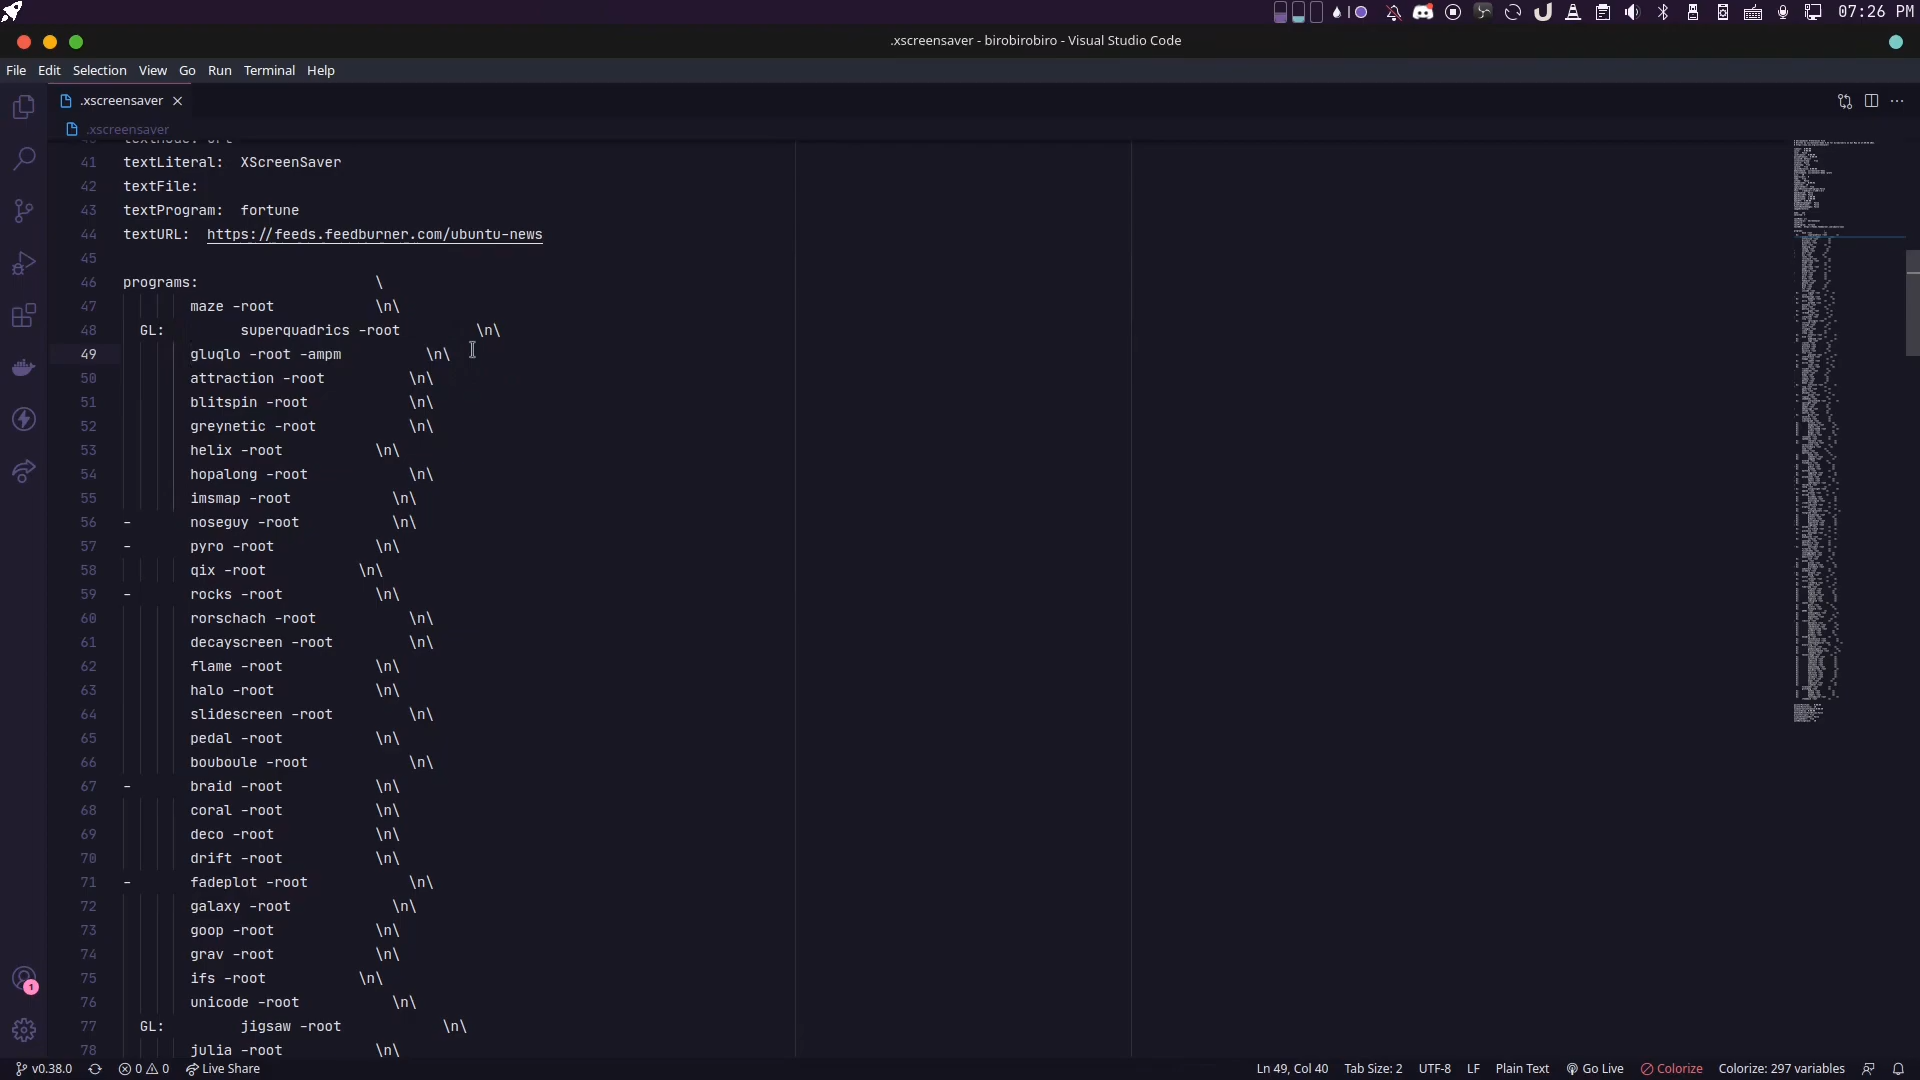 07:26 PM
.xscreensaver - birobirobiro - Visual Studio Code
File Edit Selection View Go Run Terminal Help
.xscreensaver
.xscreensaver
41 textLiteral: XScreenSaver
42 textFile:
43 textProgram: fortune
44 textURL: https://feeds.feedburner.com/ubuntu-news
45
46 programs: \
47 maze -root \n\
48 GL: superquadrics -root \n\
49 gluqlo -root -ampm \n\
50 attraction -root \n\
51 blitspin -root \n\
52 greynetic -root \n\
53 helix -root \n\
54 hopalong -root \n\
55 imsmap -root \n\
56 - noseguy -root \n\
57 - pyro -root \n\
58 qix -root \n\
59 - rocks -root \n\
60 rorschach -root \n\
61 decayscreen -root \n\
62 flame -root \n\
63 halo -root \n\
64 slidescreen -root \n\
65 pedal -root \n\
66 bouboule -root \n\
67 - braid -root \n\
68 coral -root \n\
69 deco -root \n\
70 drift -root \n\
71 - fadeplot -root \n\
72 galaxy -root \n\
73 goop -root \n\
74 grav -root \n\
75 ifs -root \n\
76 unicode -root \n\
77 GL: jigsaw -root \n\
78 julia -root \n\
1
v0.38.0 0 0 Live Share Ln 49, Col 40 Tab Size: 2 UTF-8 LF Plain Text Go Live Colorize Colorize: 297 variables